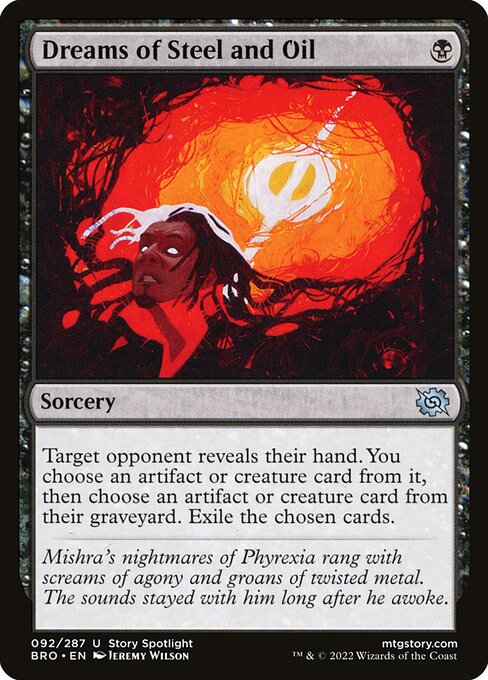 Dreams of Steel and Oil
Sorcery
Target opponent reveals their hand. You
choose an artifact or creature card from it,
then choose an artifact or creature card from
their graveyard. Exile the chosen cards.
Mishra's nightmares of Phyrexia rang with
screams of agony and groans of twisted metal.
The sounds stayed with him long after he awoke.
092/287 U Story Spotlight
mtgstory.com
BRO • EN Jeremy Wilson
™ & © 2022 Wizards of the Coast